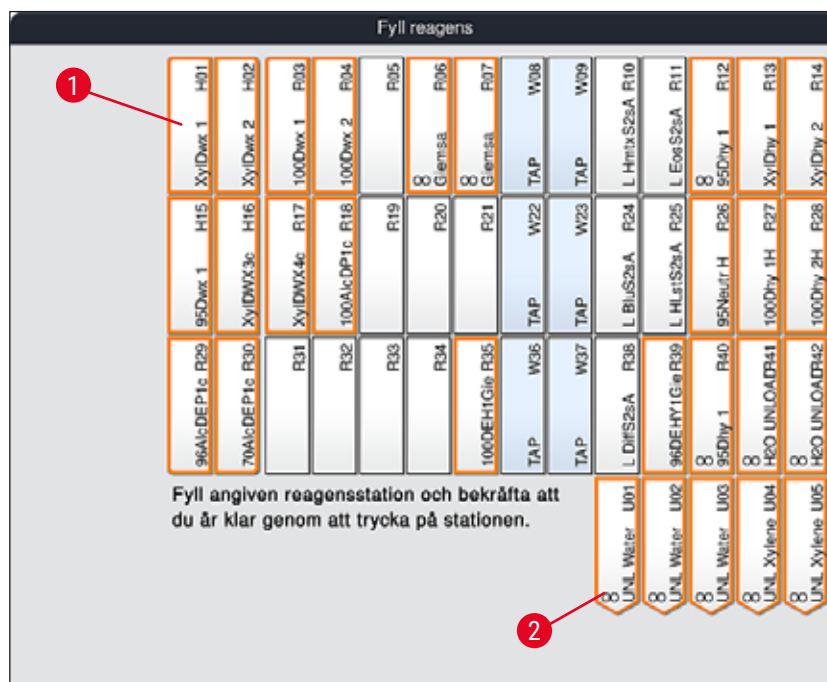 Fyll reagens
1
XylDwx 1 H01
XylDwx 2 H02
100Dwx 1 R03
100Dwx 2 R04
R05
∞ Giemsa R06
∞ Giemsa R07
TAP W08
TAP W09
L HmtxS2sA R10
L EosS2sA R11
∞ 95Dhy 1 R12
XylDhy 1 R13
XylDhy 2 R14
95Dwx 1 H15
XylDWX3c H16
XylDWX4c R17
100AlcDP1c R18
R19
R20
R21
TAP W22
TAP W23
L BluS2sA R24
L HLstS2sA R25
95Neutr H R26
100Dhy 1H R27
100Dhy 2H R28
96AlcDEP1c R29
70AlcDEP1c R30
R31
R32
R33
R34
100DEH1Gie R35
TAP W36
TAP W37
L DiffS2sA R38
96DEHY1Gie R39
∞ 95Dhy 1 R40
∞ H2O UNLOAD R41
∞ H2O UNLOAD R42
Fyll angiven reagensstation och bekräfta att
du är klar genom att trycka på stationen.
∞ UNL Water U01
∞ UNL Water U02
∞ UNL Water U03
∞ UNL Xylene U04
∞ UNL Xylene U05
2